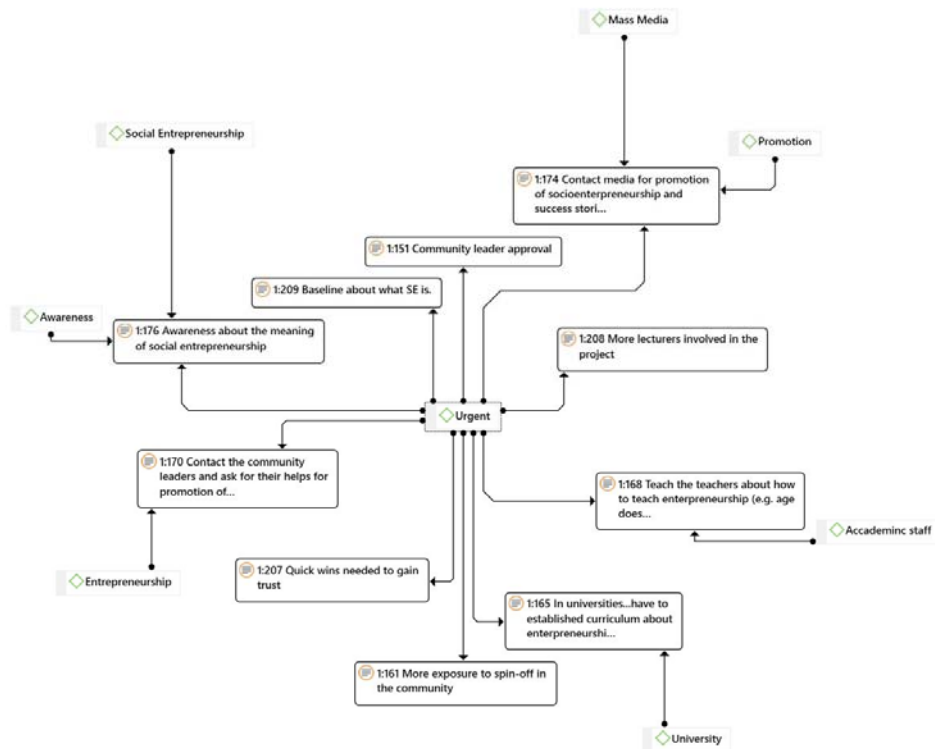 Mass Media
Social Entrepreneurship
Promotion
1:174 Contact media for promotion
of socioenterpreneurship and
success stori...
1:151 Community leader approval
1:209 Baseline about what SE is.
Awareness
1:176 Awareness about the meaning
of social entrepreneurship
1:208 More lecturers involved in the
project
Urgent
1:170 Contact the community
leaders and ask for their helps for
promotion of...
1:168 Teach the teachers about how
to teach enterpreneurship (e.g. age
does...
Accademinc staff
Entrepreneurship
1:207 Quick wins needed to gain
trust
1:165 In universities...have to
established curriculum about
enterpreneurshi...
1:161 More exposure to spin-off in
the community
University